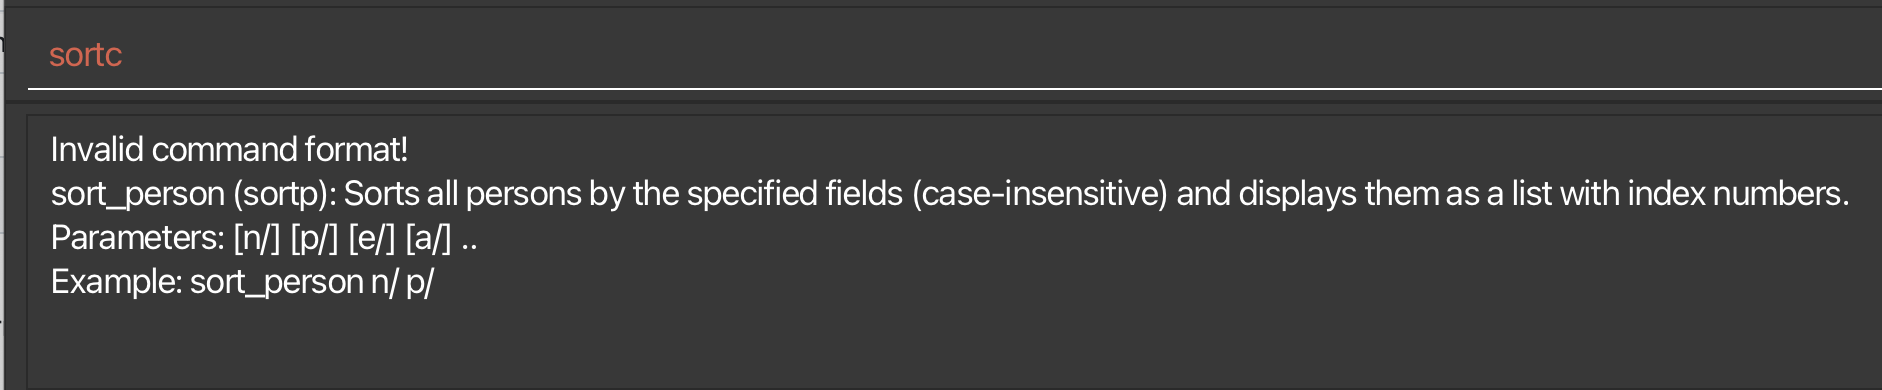 sortc
Invalid command format!
sort_person (sortp): Sorts all persons by the specified fields (case-insensitive) and displays them as a list with index numbers.
Parameters: [n/] [p/] [e/] [a/] ..
Example: sort_person n/ p/